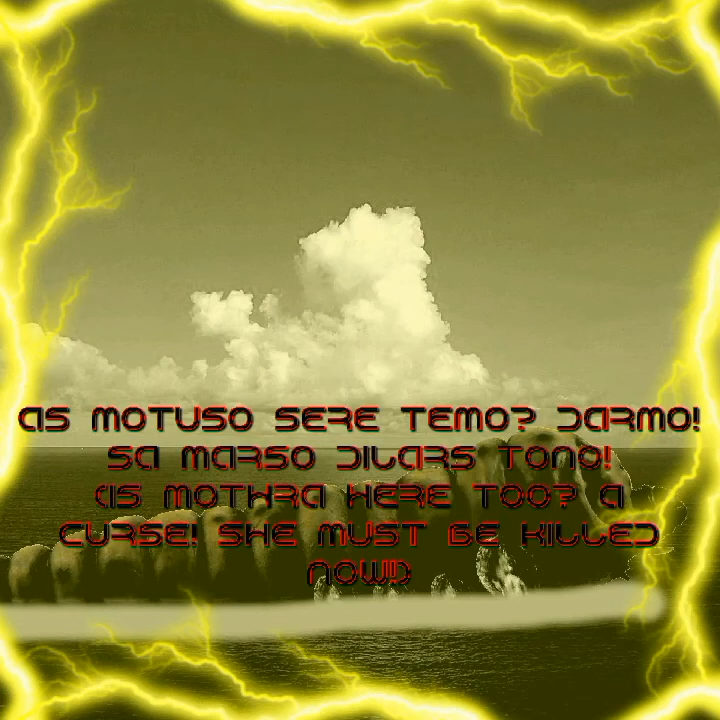 AS MOTUSO SERE TEMO? DARMO!
SA MARSO DILARS TONO!
(IS MOTHRA HERE TOO? A
CURSE! SHE MUST BE KILLED
NOW!)